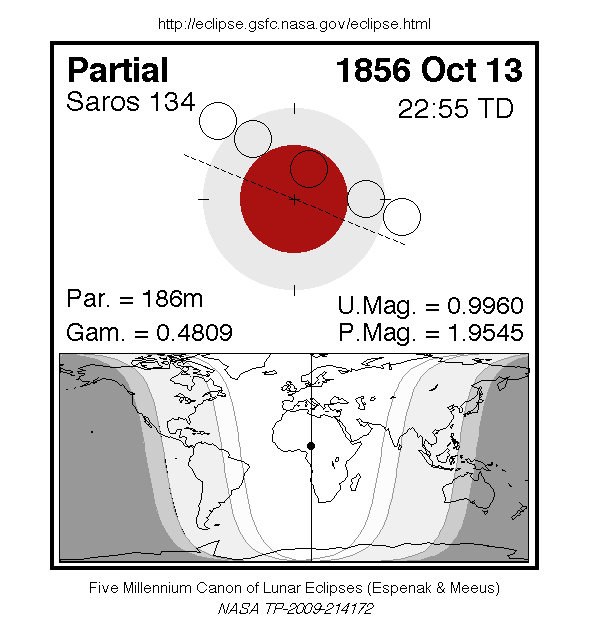 http://eclipse.gsfc.nasa.gov/eclipse.html
Partial
1856 Oct 13
Saros 134
22:55 TD
Par. = 186m
U.Mag. = 0.9960
Gam. = 0.4809
P.Mag. = 1.9545
Five Millennium Canon of Lunar Eclipses (Espenak & Meeus)
NASA TP-2009-214172